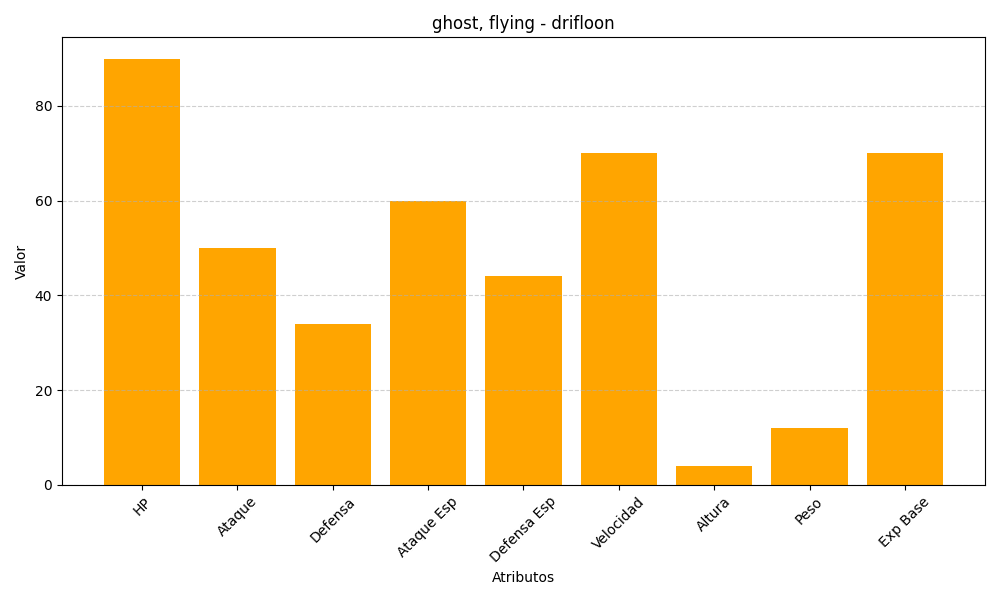 ghost, flying - drifloon
Valor
80
60
40
20
0
HP
Ataque
Defensa
Ataque Esp
Defensa Esp
Velocidad
Altura
Peso
Exp Base
Atributos